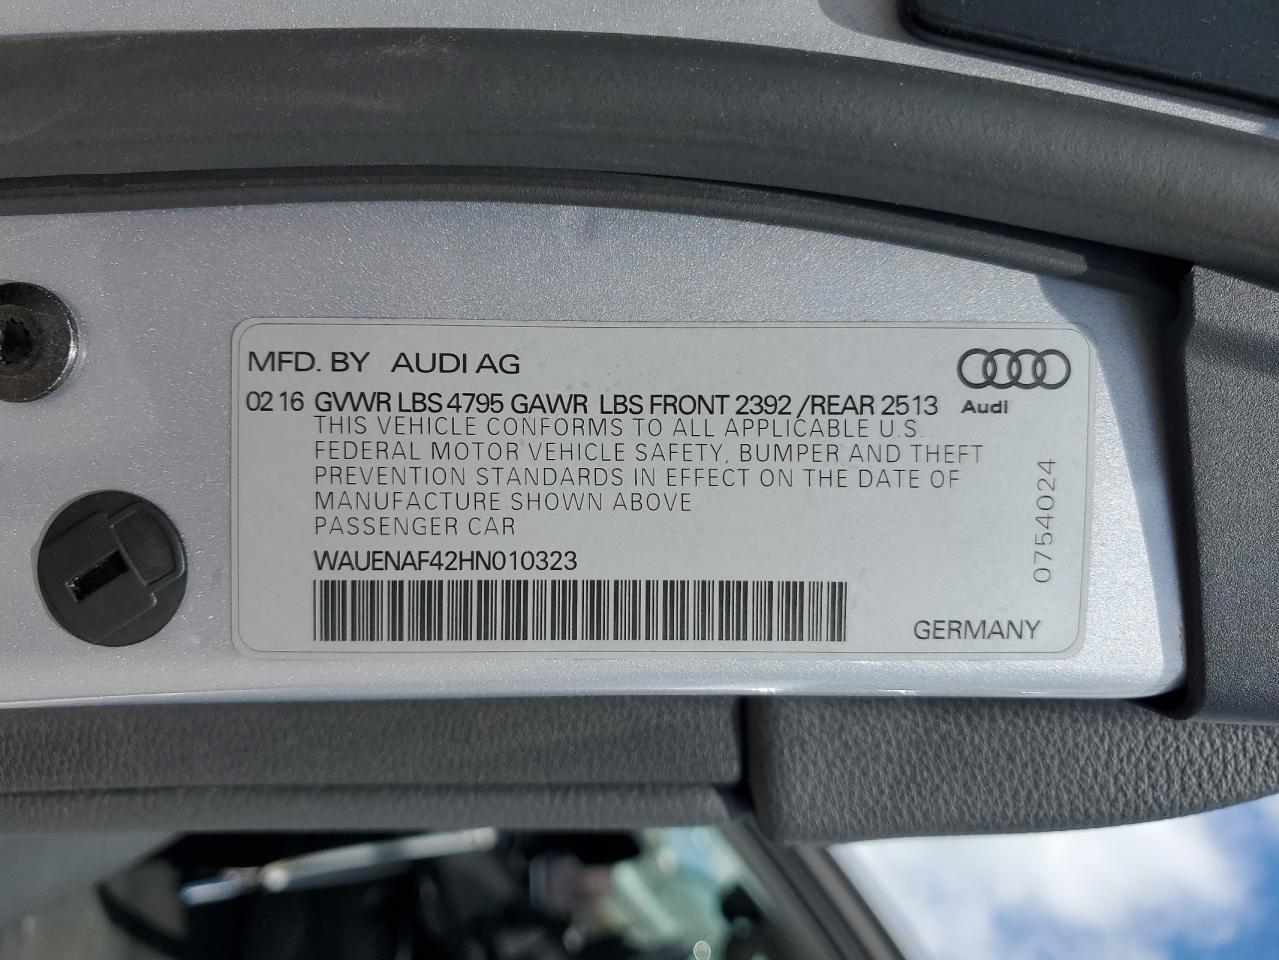 MFD. BY AUDI AG
02 16 GVWR LBS 4795 GAWR LBS FRONT 2392 /REAR 2513
Audi
THIS VEHICLE CONFORMS TO ALL APPLICABLE U.S.
FEDERAL MOTOR VEHICLE SAFETY, BUMPER AND THEFT
PREVENTION STANDARDS IN EFFECT ON THE DATE OF
MANUFACTURE SHOWN ABOVE
PASSENGER CAR
WAUENAF42HN010323
GERMANY
0754024